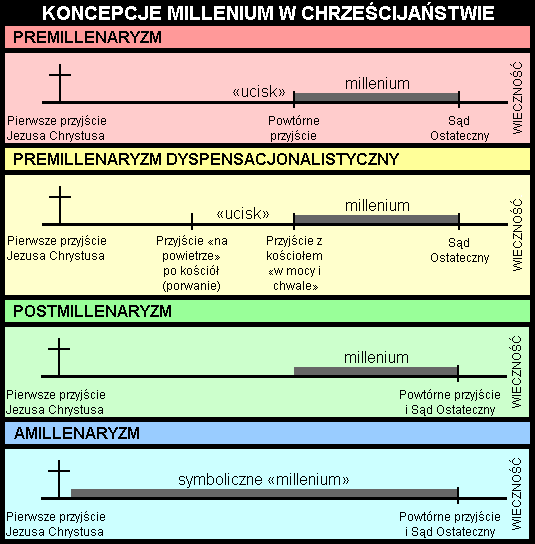 KONCEPCJE MILLENIUM W CHRZEŚCIJAŃSTWIE
PREMILLENARYZM
«ucisk»
millenium
Pierwsze przyjście
Jezusa Chrystusa
Powtórne
przyjście
Sąd
Ostateczny
WIECZNOŚĆ
PREMILLENARYZM DYSPENSACJONALISTYCZNY
«ucisk»
millenium
Pierwsze przyjście
Jezusa Chrystusa
Przyjście «na
powietrze»
po kościół
(porwanie)
Przyjście z
kościołem
«w mocy i
chwale»
Sąd
Ostateczny
WIECZNOŚĆ
POSTMILLENARYZM
millenium
Pierwsze przyjście
Jezusa Chrystusa
Powtórne przyjście
i Sąd Ostateczny
WIECZNOŚĆ
AMILLENARYZM
symboliczne «millenium»
Pierwsze przyjście
Jezusa Chrystusa
Powtórne przyjście
i Sąd Ostateczny
WIECZNOŚĆ